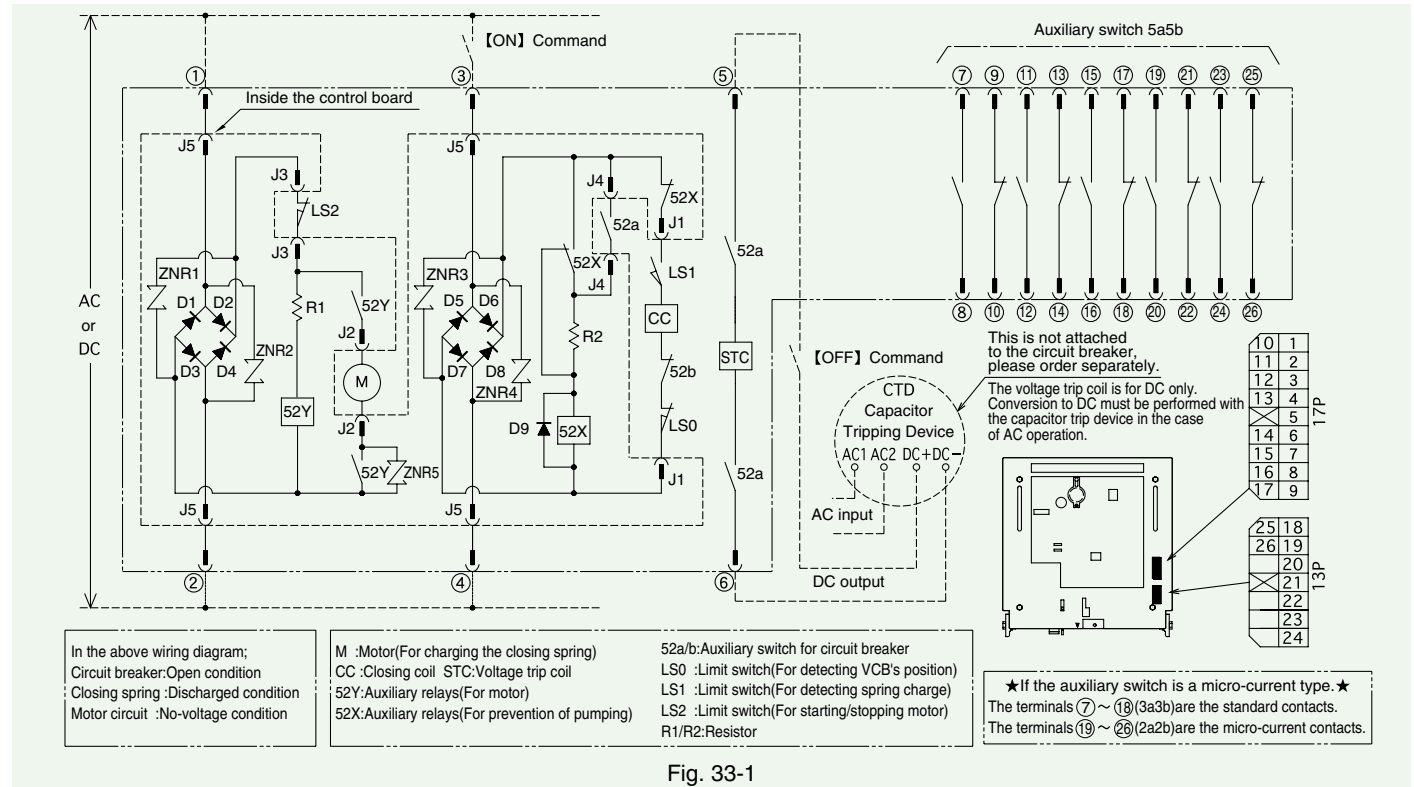 Auxiliary switch 5a5b
【ON】Command
① ③ ⑤ ⑦ ⑨ ⑪ ⑬ ⑮ ⑰ ⑲ ㉑ ㉓ ㉕
Inside the control board
J5 J5
J3 J4 52X
LS2 52a J1
J3 52X J4 LS1 52a
ZNR1 ZNR3
AC
or
DC
D1 D2 R1 52Y D5 D6 R2 CC
⑧ ⑩ ⑫ ⑭ ⑯ ⑱ ⑳ ㉒ ㉔ ㉖
J2
ZNR2 STC
D3 D4 M D7 D8 52b
ZNR4
52Y J2 D9 52X LS0
52Y ZNR5 J1 52a
J5 J5
② ④ ⑥
【OFF】Command
This is not attached
to the circuit breaker,
please order separately.
The voltage trip coil is for DC only.
Conversion to DC must be performed with
the capacitor trip device in the case
of AC operation.
CTD
Capacitor
Tripping Device
AC1 AC2 DC+ DC−
AC input
DC output
10 1
11 2
12 3
13 4
5
14 6
15 7
16 8
17 9
17P
25 18
26 19
20
21
22
23
24
13P
In the above wiring diagram;
Circuit breaker:Open condition
Closing spring :Discharged condition
Motor circuit :No-voltage condition
M :Motor(For charging the closing spring)
CC :Closing coil STC:Voltage trip coil
52Y:Auxiliary relays(For motor)
52X:Auxiliary relays(For prevention of pumping)
52a/b:Auxiliary switch for circuit breaker
LS0 :Limit switch(For detecting VCB's position)
LS1 :Limit switch(For detecting spring charge)
LS2 :Limit switch(For starting/stopping motor)
R1/R2:Resistor
★If the auxiliary switch is a micro-current type.★
The terminals⑦～⑱(3a3b)are the standard contacts.
The terminals⑲～㉖(2a2b)are the micro-current contacts.
Fig. 33-1